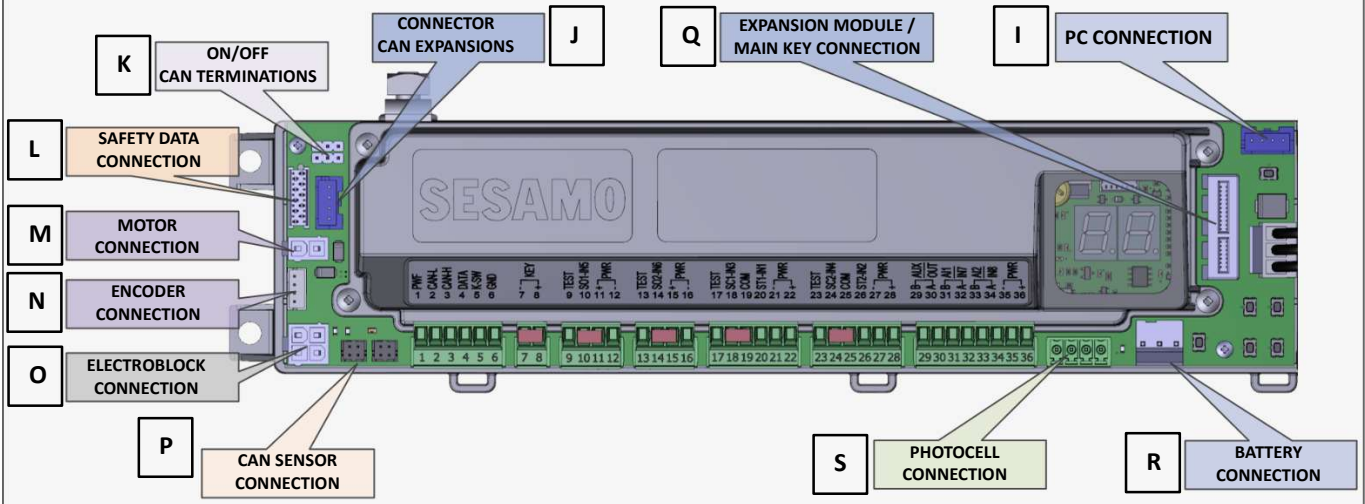 K
ON/OFF
CAN TERMINATIONS
CONNECTOR
CAN EXPANSIONS
J
Q
EXPANSION MODULE /
MAIN KEY CONNECTION
I
PC CONNECTION
L
SAFETY DATA
CONNECTION
M
MOTOR
CONNECTION
N
ENCODER
CONNECTION
O
ELECTROBLOCK
CONNECTION
P
CAN SENSOR
CONNECTION
S
PHOTOCELL
CONNECTION
R
BATTERY
CONNECTION
SESAMO
88
PWF CAN-L CAN-H DATA K-SW GND
1 2 3 4 5 6
KEY
7 8
TEST SC1-IN5 PWR
9 10 11 12
TEST SC2-IN6 PWR
13 14 15 16
TEST SC1-IN3 COM ST1-IN1 PWR
17 18 19 20 21 22
TEST SC2-IN4 COM ST2-IN2 PWR
23 24 25 26 27 28
B-AUX A-OUT B-AI1 A-IN7 B-AI2 A-IN8 PWR
29 30 31 32 33 34 35 36
1 2 3 4 5 6
7 8
9 10 11 12
13 14 15 16
17 18 19 20 21 22
23 24 25 26 27 28
29 30 31 32 33 34 35 36